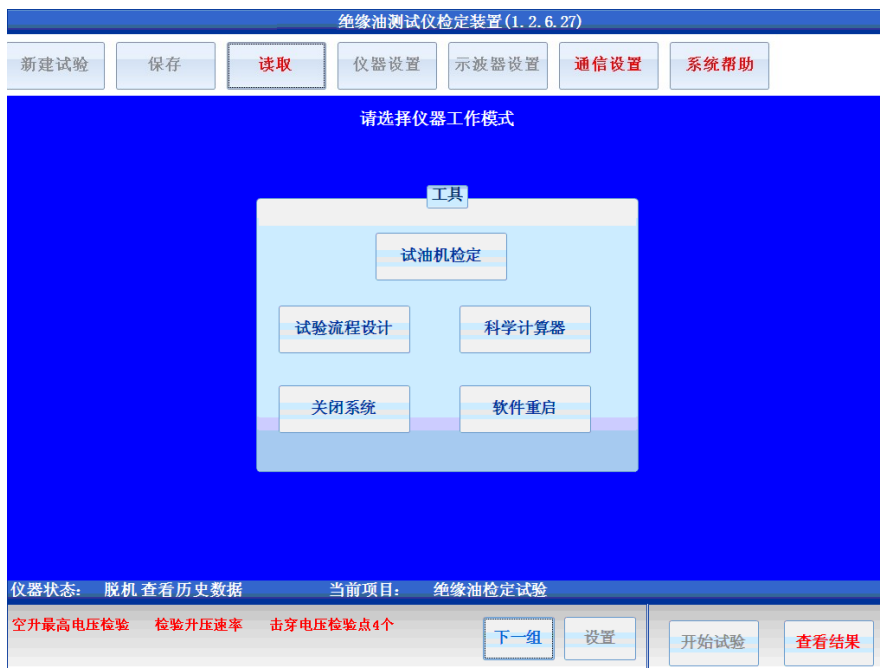 绝缘油测试仪检定装置(1.2.6.27)
新建试验 保存 读取 仪器设置 示波器设置 通信设置 系统帮助
请选择仪器工作模式
工具
试油机检定
试验流程设计 科学计算器
关闭系统 软件重启
仪器状态: 脱机 查看历史数据 当前项目: 绝缘油检定试验
空升最高电压检验 检验升压速率 击穿电压检验点4个 下一组 设置 开始试验 查看结果